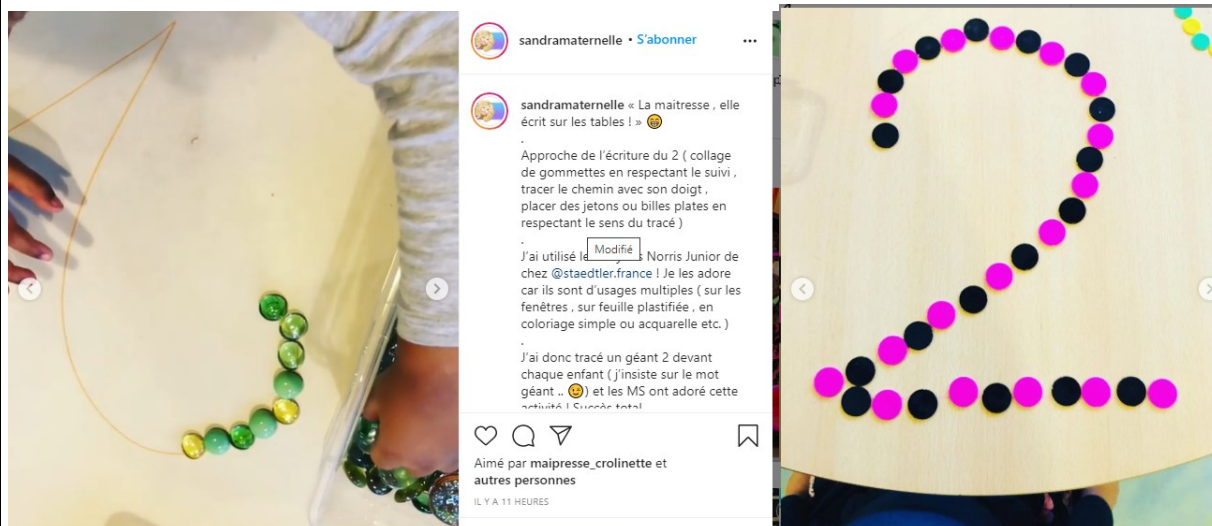 sandramaternelle • S'abonner
sandramaternelle « La maitresse , elle
écrit sur les tables ! » 😁
.
Approche de l'écriture du 2 ( collage
de gommettes en respectant le suivi ,
tracer le chemin avec son doigt ,
placer des jetons ou billes plates en
respectant le sens du tracé )
.
Modifié
J'ai utilisé Norris Junior de
chez @staedtler.france ! Je les adore
car ils sont d'usages multiples ( sur les
fenêtres , sur feuille plastifiée , en
coloriage simple ou acquarelle etc. )
.
J'ai donc tracé un géant 2 devant
chaque enfant ( j'insiste sur le mot
géant .. 😉) et les MS ont adoré cette
activité ! Succès total
Aimé par maipresse_crolinette et
autres personnes
IL Y A 11 HEURES